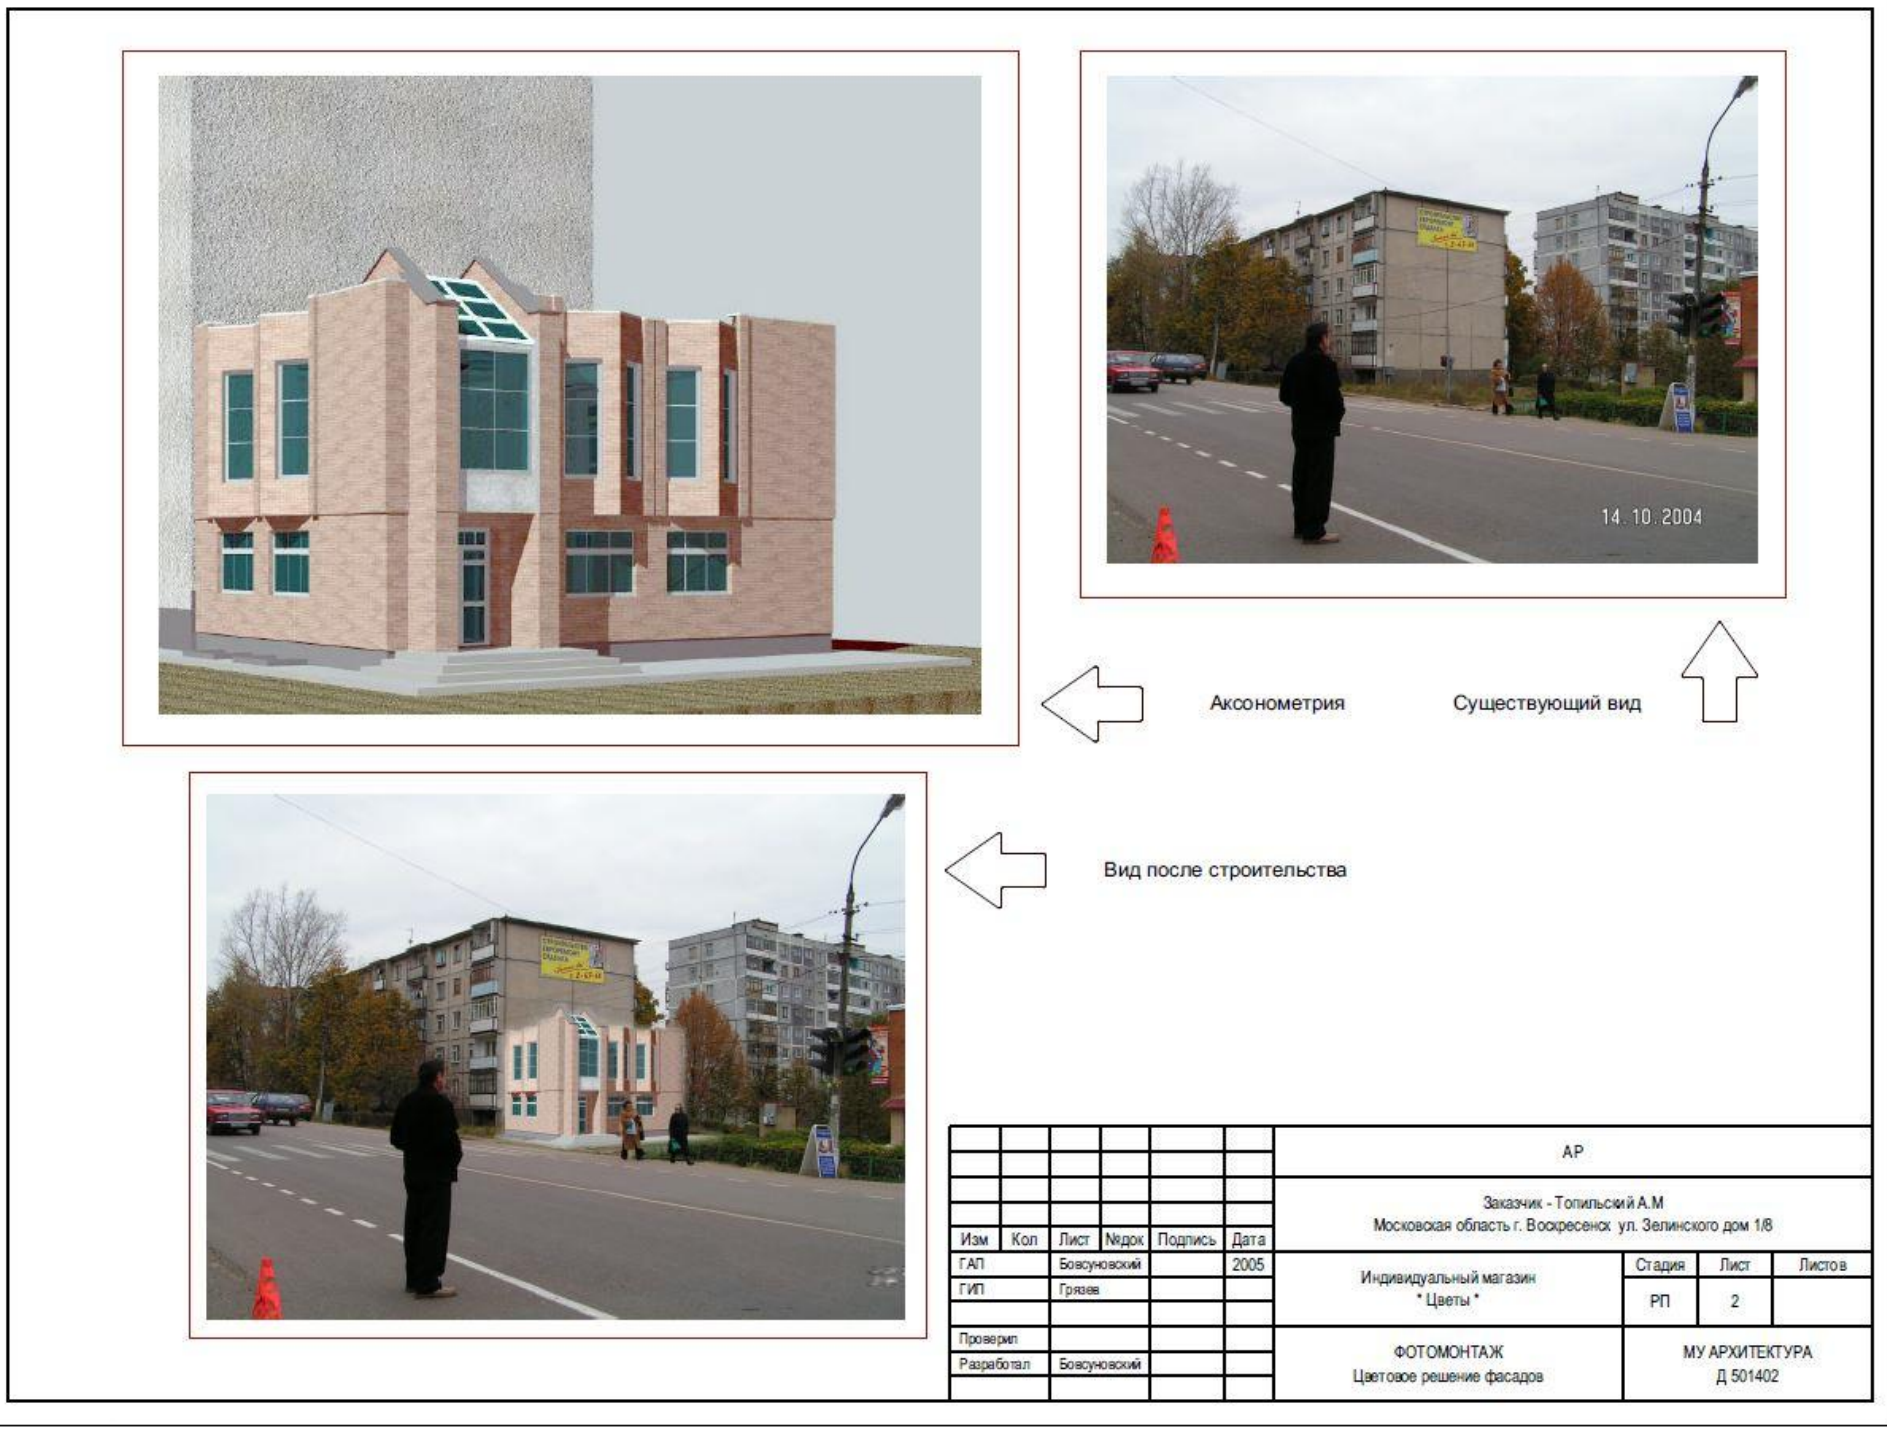 14.10.2004
Аксонометрия
Существующий вид
Вид после строительства
АР
Заказчик - Топильский А.М
Московская область г. Воскресенск ул. Зелинского дом 1/8
Изм Кол Лист №док Подпись Дата
ГАП Бовсуновский 2005
ГИП Грязев
Индивидуальный магазин
" Цветы "
Стадия Лист Листов
РП 2
Проверил
Разработал Бовсуновский
ФОТОМОНТАЖ
Цветовое решение фасадов
МУ АРХИТЕКТУРА
Д 501402